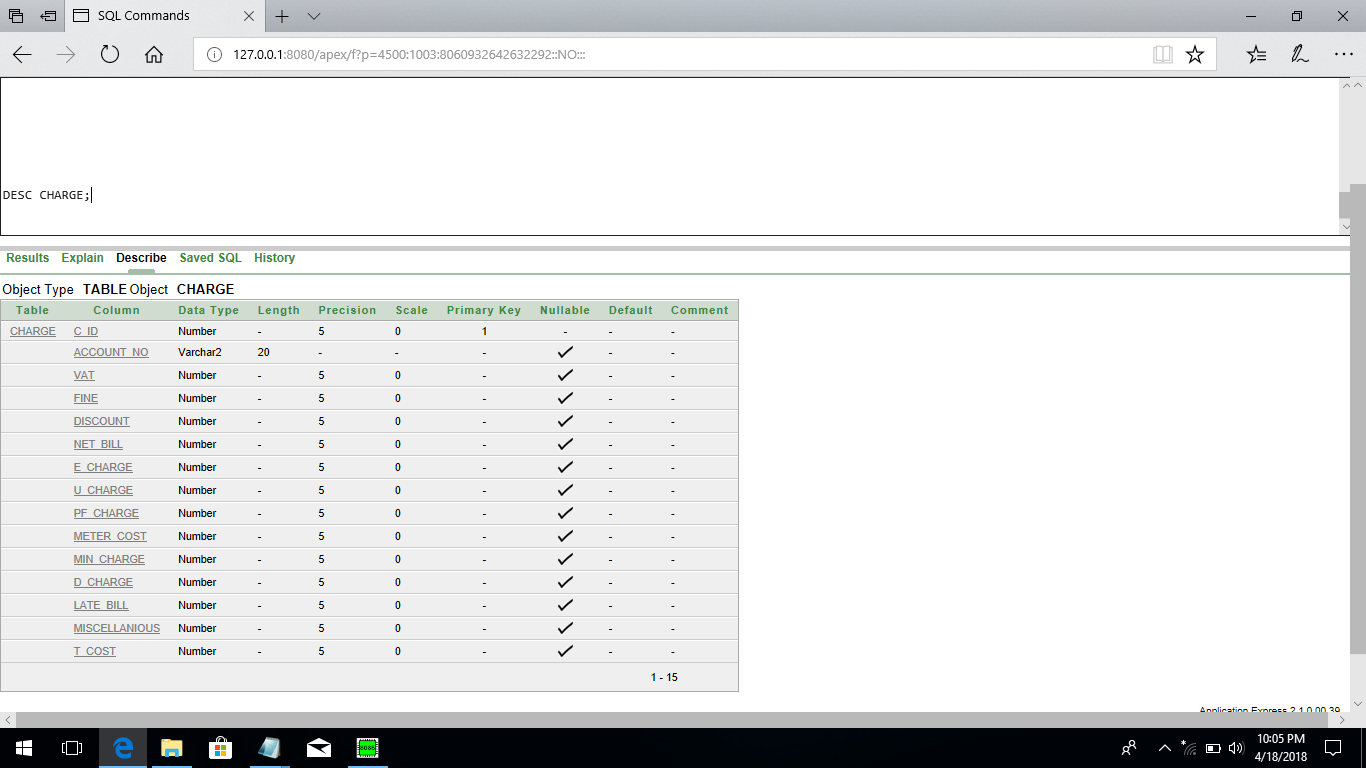 SQL Commands
127.0.0.1:8080/apex/f?p=4500:1003:8060932642632292::NO:::
DESC CHARGE;
Results Explain Describe Saved SQL History
Object Type TABLE Object CHARGE
Table Column Data Type Length Precision Scale Primary Key Nullable Default Comment
CHARGE C_ID Number - 5 0 1 - - -
ACCOUNT_NO Varchar2 20 - - - ✓ - -
VAT Number - 5 0 - ✓ - -
FINE Number - 5 0 - ✓ - -
DISCOUNT Number - 5 0 - ✓ - -
NET_BILL Number - 5 0 - ✓ - -
E_CHARGE Number - 5 0 - ✓ - -
U_CHARGE Number - 5 0 - ✓ - -
PF_CHARGE Number - 5 0 - ✓ - -
METER_COST Number - 5 0 - ✓ - -
MIN_CHARGE Number - 5 0 - ✓ - -
D_CHARGE Number - 5 0 - ✓ - -
LATE_BILL Number - 5 0 - ✓ - -
MISCELLANIOUS Number - 5 0 - ✓ - -
T_COST Number - 5 0 - ✓ - -
1 - 15
Application Express 2.1.0.00.39
8086
10:05 PM
4/18/2018